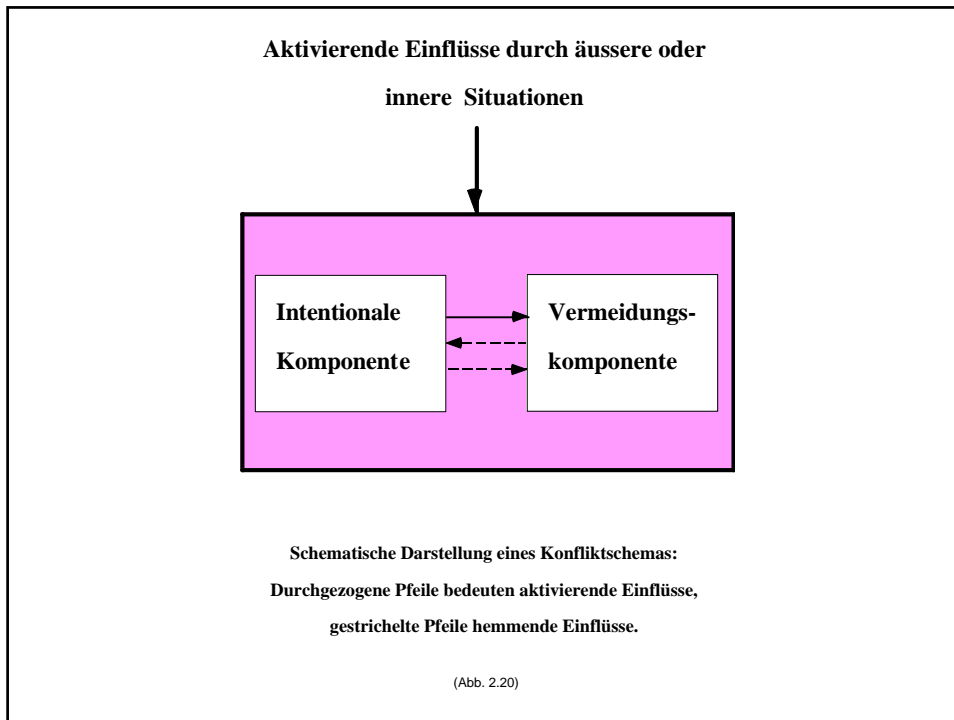 Aktivierende Einflüsse durch äussere oder
innere Situationen
Intentionale
Komponente
Vermeidungs-
komponente
Schematische Darstellung eines Konfliktschemas:
Durchgezogene Pfeile bedeuten aktivierende Einflüsse,
gestrichelte Pfeile hemmende Einflüsse.
(Abb. 2.20)